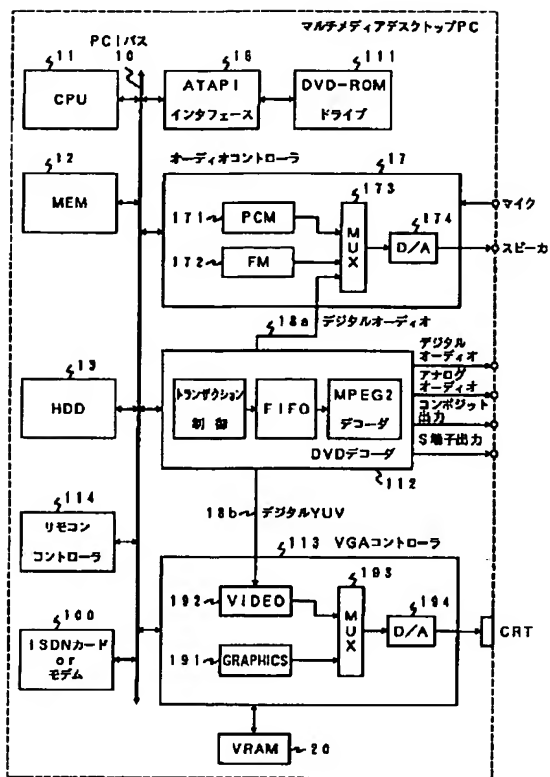 マルチメディアデスクトップPC
PCIバス
10
11
CPU
16
ATAPI
インタフェース
111
DVD-ROM
ドライブ
12
MEM
オーディオコントローラ
17
171
PCM
172
FM
173
MUX
174
D/A
マイク
スピーカ
18a
デジタルオーディオ
13
HDD
トランザクション
制御
FIFO
MPEG2
デコーダ
DVDデコーダ
112
デジタル
オーディオ
アナログ
オーディオ
コンポジット
出力
S端子出力
18b
デジタルYUV
114
リモコン
コントローラ
113
VGAコントローラ
192
VIDEO
191
GRAPHICS
193
MUX
194
D/A
CRT
100
ISDNカード
or
モデム
VRAM
20